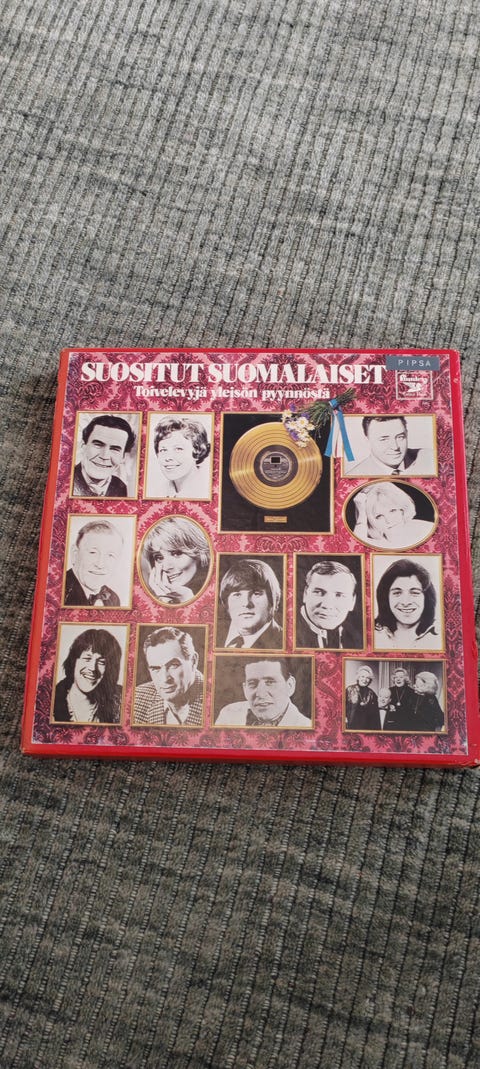 PIPSA
SUOSITUT SUOMALAISET
Toivelevyjä yleisön pyynnöstä